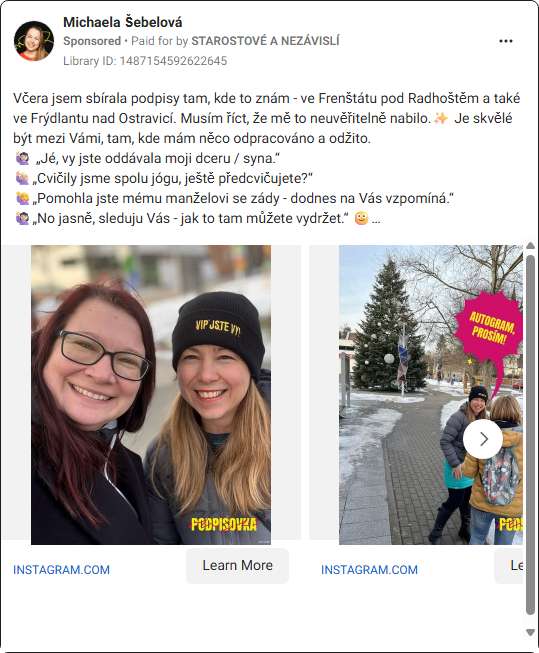 Michaela Šebelová
Sponsored • Paid for by STAROSTOVÉ A NEZÁVISLÍ
Library ID: 1487154592622645
Včera jsem sbírala podpisy tam, kde to znám - ve Frenštátu pod Radhoštěm a také
ve Frýdlantu nad Ostravicí. Musím říct, že mě to neuvěřitelně nabilo.✨ Je skvělé
být mezi Vámi, tam, kde mám něco odpracováno a odžito.
🙋🏻‍♀️ „Jé, vy jste oddávala moji dceru / syna.“
🙋🏼‍♀️ „Cvičily jsme spolu jógu, ještě předcvičujete?“
🙋‍♀️ „Pomohla jste mému manželovi se zády - dodnes na Vás vzpomíná.“
🙋🏻‍♀️ „No jasně, sleduju Vás - jak to tam můžete vydržet.“ 🙂 ...
VIP JSTE VY!
PODPISOVKA
AUTOGRAM,
PROSÍM!
INSTAGRAM.COM
Learn More
INSTAGRAM.COM